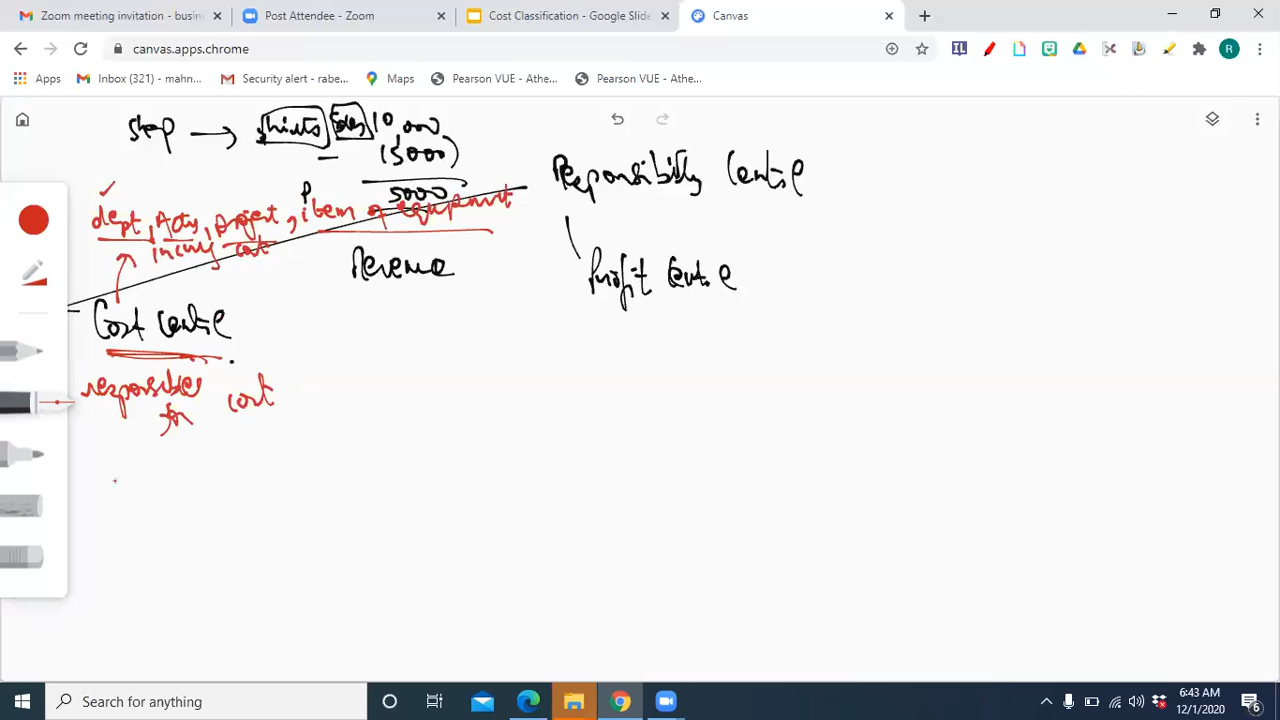 Zoom meeting invitation - busin
Post Attendee - Zoom
Cost Classification - Google Slide
Canvas
canvas.apps.chrome
R
Apps
Inbox (321) - mahn...
Security alert - rabe...
Maps
Pearson VUE - Athe...
Pearson VUE - Athe...
shop → shirts 10,000
(5000)
5000
Responsibility Centre
dept, project, item of equipment
cost
Revenue
Profit Centre
Cost centre
responsible for cost
Search for anything
6:43 AM
12/1/2020
6